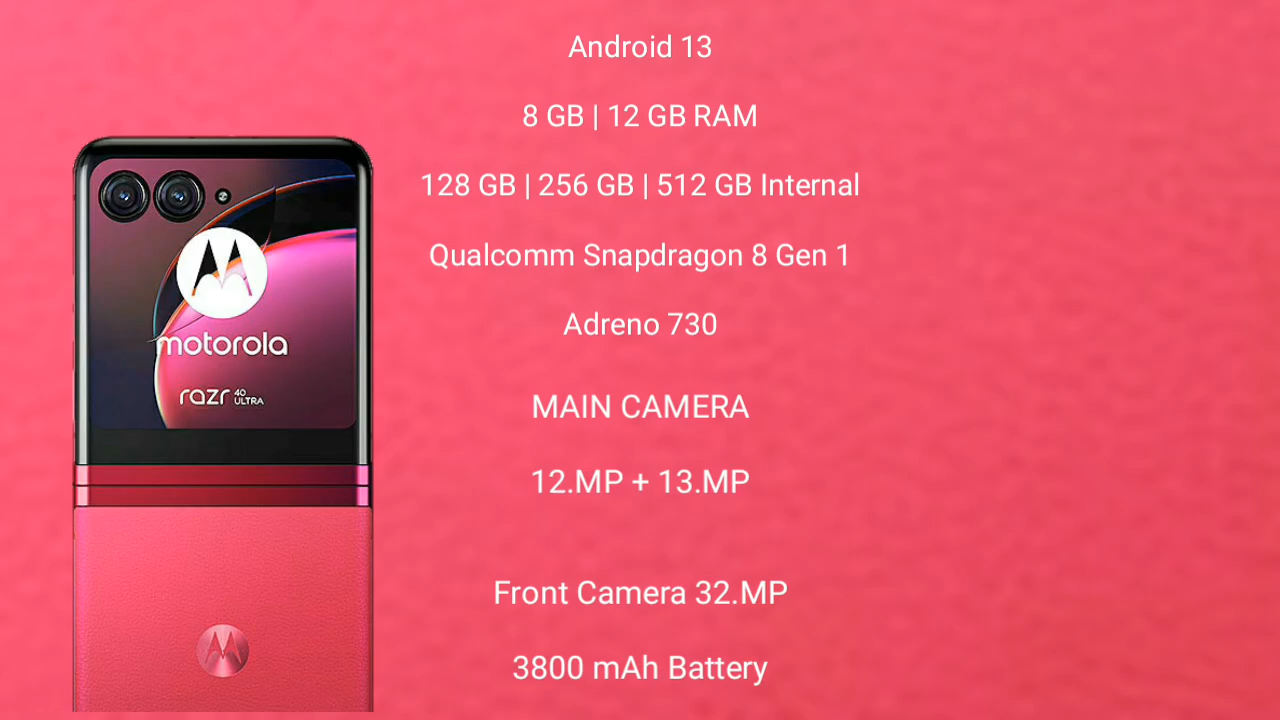 Android 13
8 GB | 12 GB RAM
128 GB | 256 GB | 512 GB Internal
Qualcomm Snapdragon 8 Gen 1
Adreno 730
motorola
razr 40 ULTRA
MAIN CAMERA
12.MP + 13.MP
Front Camera 32.MP
3800 mAh Battery